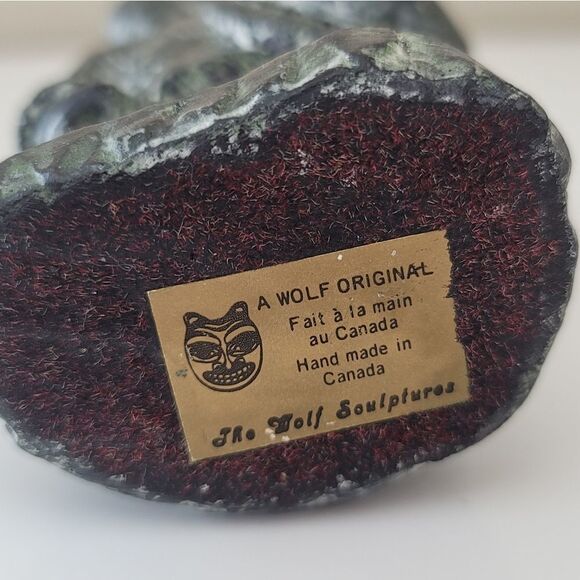 A WOLF ORIGINAL
Fait à la main
au Canada
Hand made in
Canada
The Wolf Sculptures